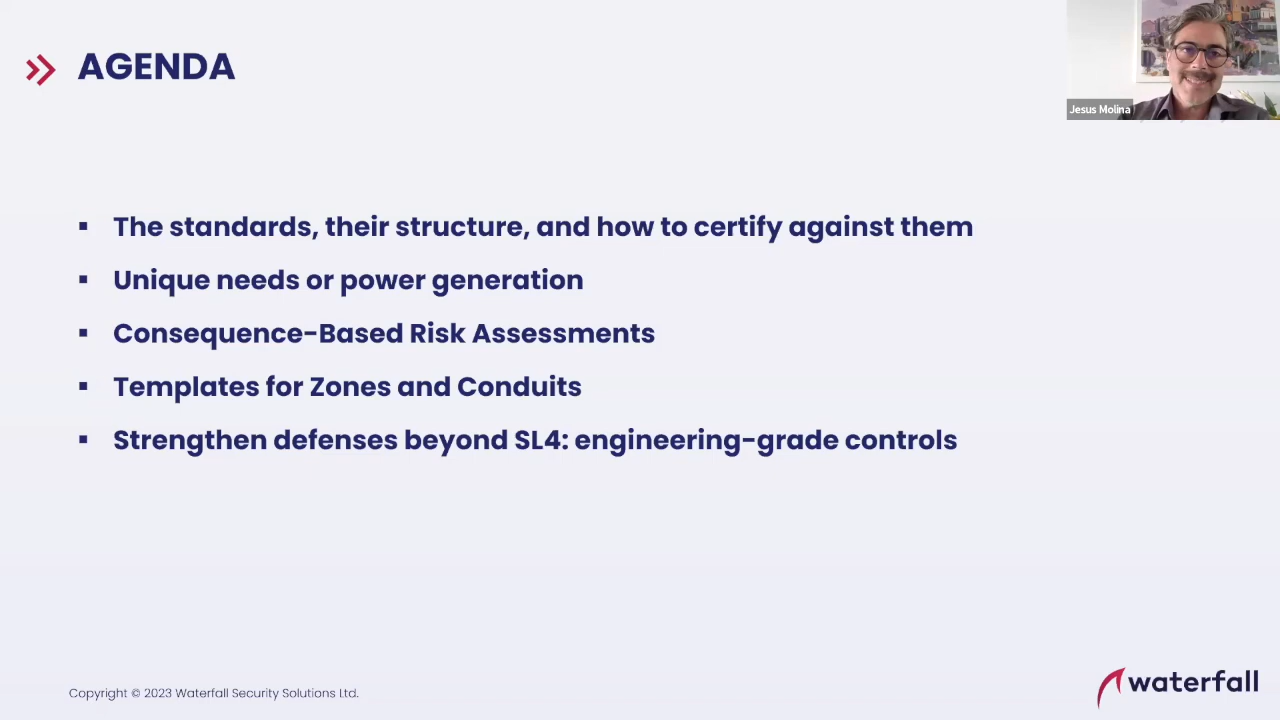 AGENDA
Jesus Molina
▪ The standards, their structure, and how to certify against them
▪ Unique needs or power generation
▪ Consequence-Based Risk Assessments
▪ Templates for Zones and Conduits
▪ Strengthen defenses beyond SL4: engineering-grade controls
Copyright © 2023 Waterfall Security Solutions Ltd.
waterfall